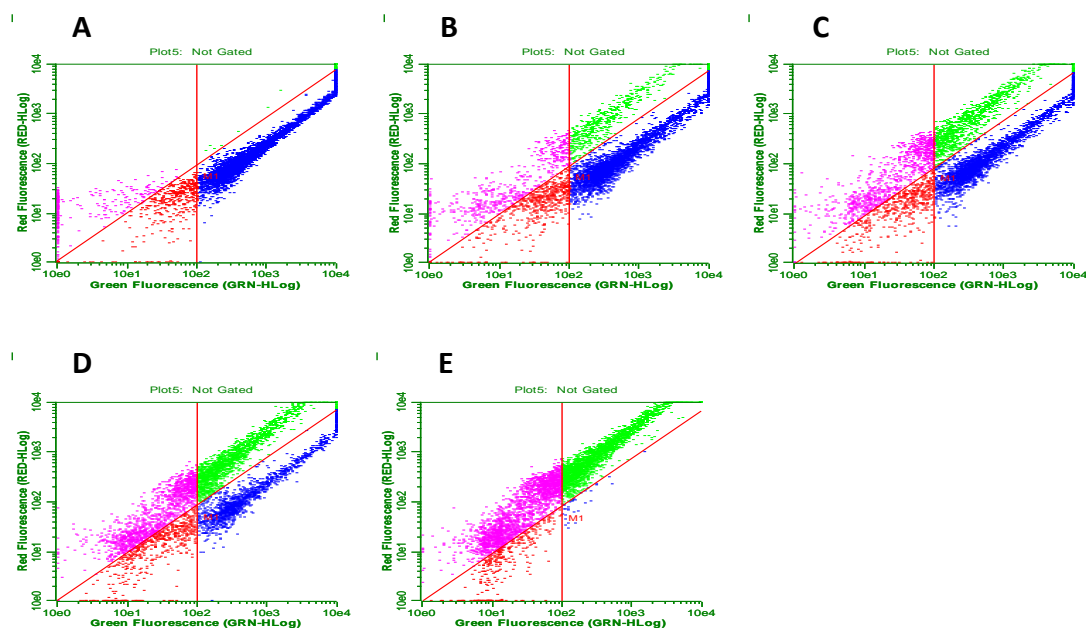 A
Plot5: Not Gated
Red Fluorescence (RED-HLog)
10e4
10e3
10e2
10e1
10e0
M1
10e0 10e1 10e2 10e3 10e4
Green Fluorescence (GRN-HLog)
B
Plot5: Not Gated
Red Fluorescence (RED-HLog)
10e4
10e3
10e2
10e1
10e0
M1
10e0 10e1 10e2 10e3 10e4
Green Fluorescence (GRN-HLog)
C
Plot5: Not Gated
Red Fluorescence (RED-HLog)
10e4
10e3
10e2
10e1
10e0
M1
10e0 10e1 10e2 10e3 10e4
Green Fluorescence (GRN-HLog)
D
Plot5: Not Gated
Red Fluorescence (RED-HLog)
10e4
10e3
10e2
10e1
10e0
M1
10e0 10e1 10e2 10e3 10e4
Green Fluorescence (GRN-HLog)
E
Plot5: Not Gated
Red Fluorescence (RED-HLog)
10e4
10e3
10e2
10e1
10e0
M1
10e0 10e1 10e2 10e3 10e4
Green Fluorescence (GRN-HLog)